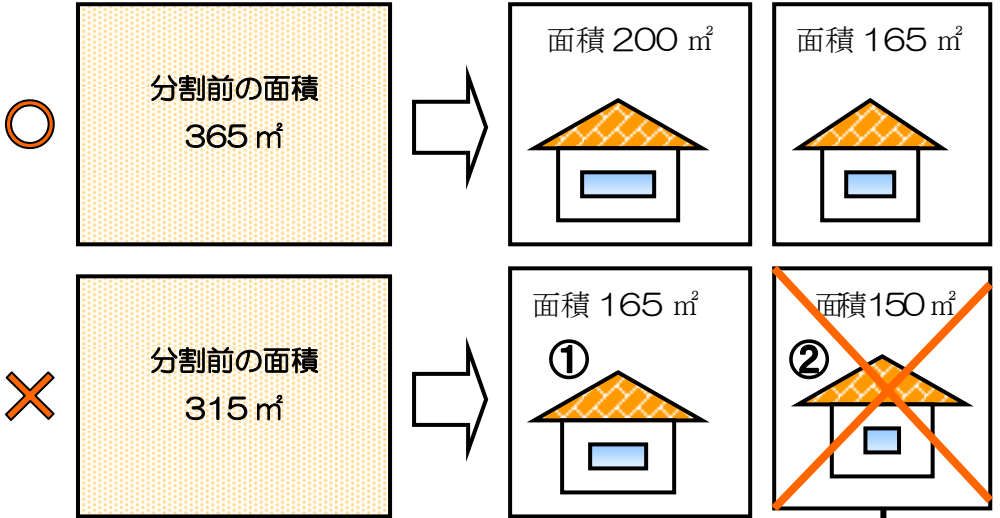 分割前の面積
365㎡
面積 200 ㎡
面積 165 ㎡
分割前の面積
315㎡
面積 165 ㎡
①
面積150㎡
②